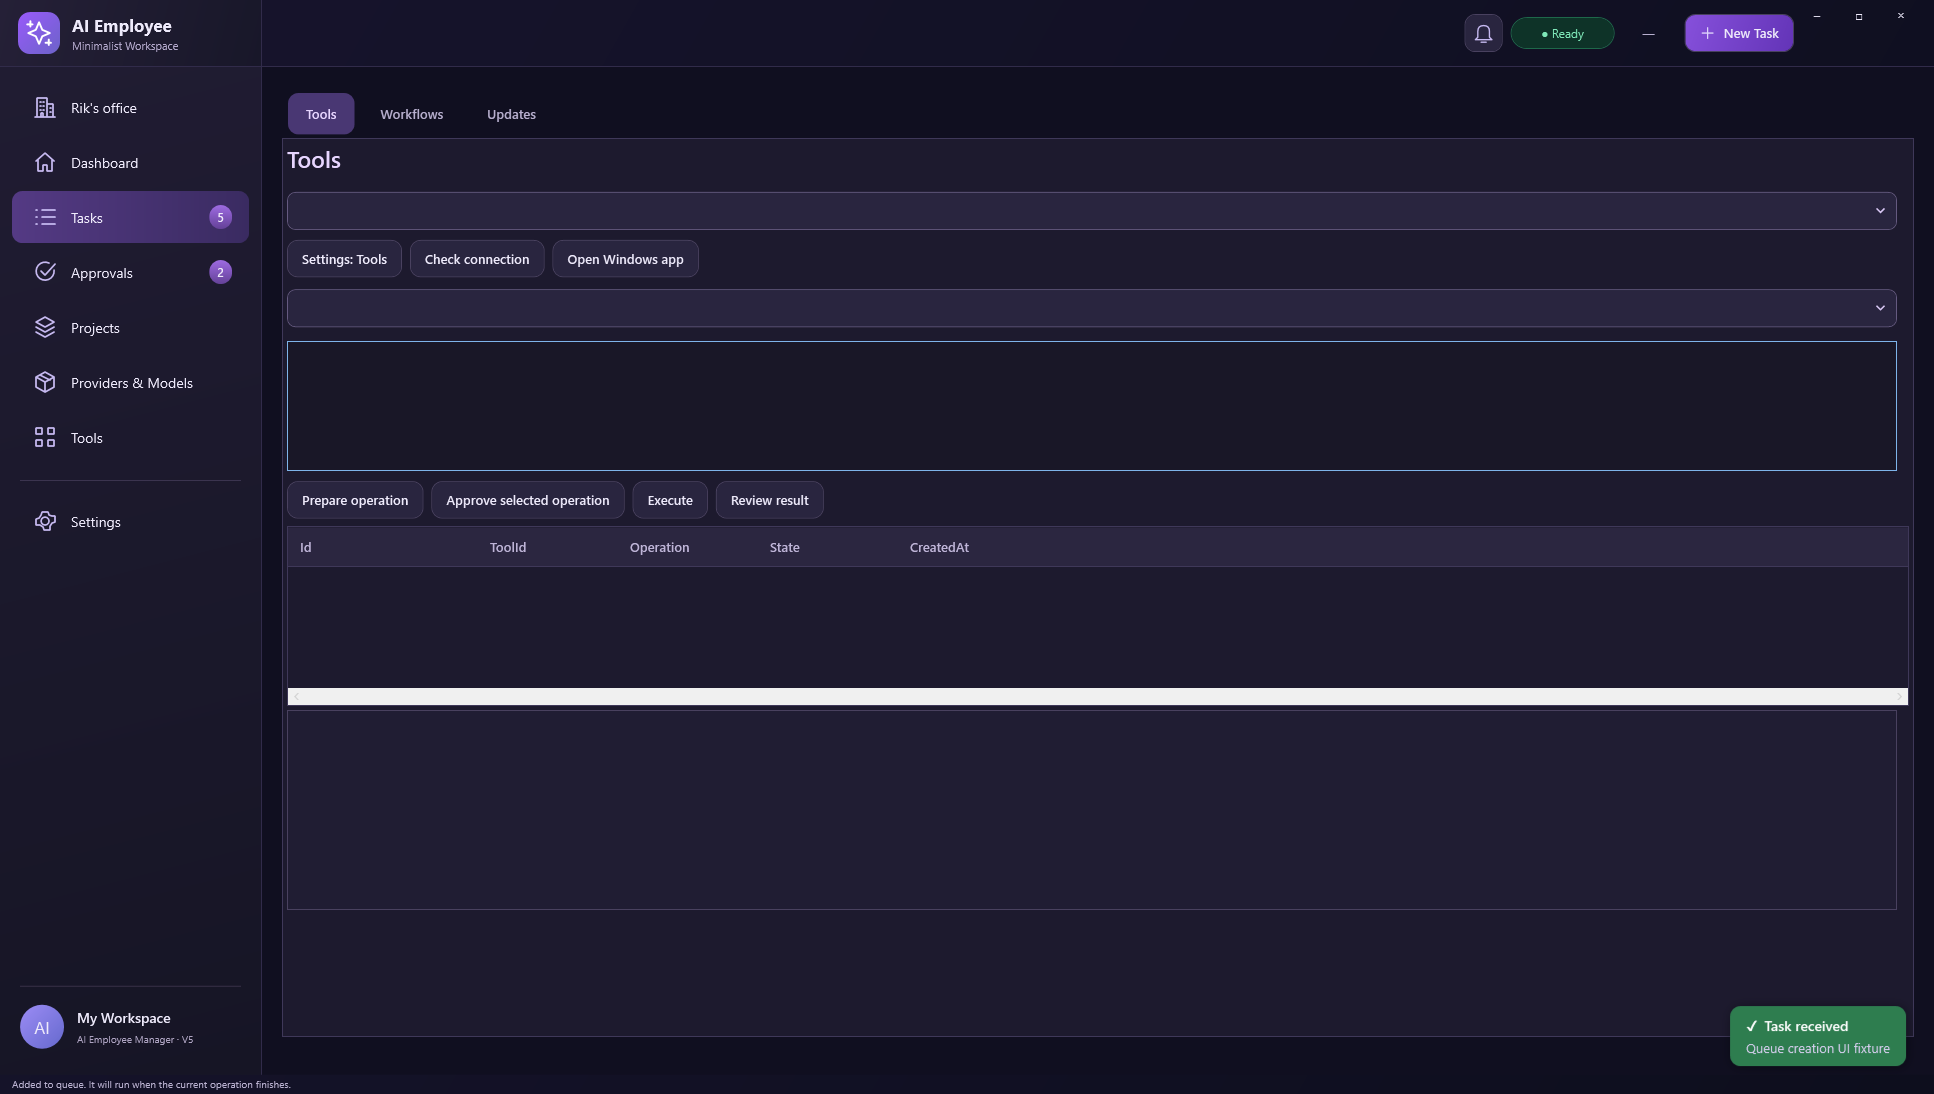 AI Employee
Minimalist Workspace
● Ready
—
New Task
Rik's office
Dashboard
Tasks
5
Approvals
2
Projects
Providers & Models
Tools
Settings
Tools
Workflows
Updates
Tools
Settings: Tools
Check connection
Open Windows app
Prepare operation
Approve selected operation
Execute
Review result
Id
ToolId
Operation
State
CreatedAt
AI
My Workspace
AI Employee Manager · V5
✓ Task received
Queue creation UI fixture
Added to queue. It will run when the current operation finishes.